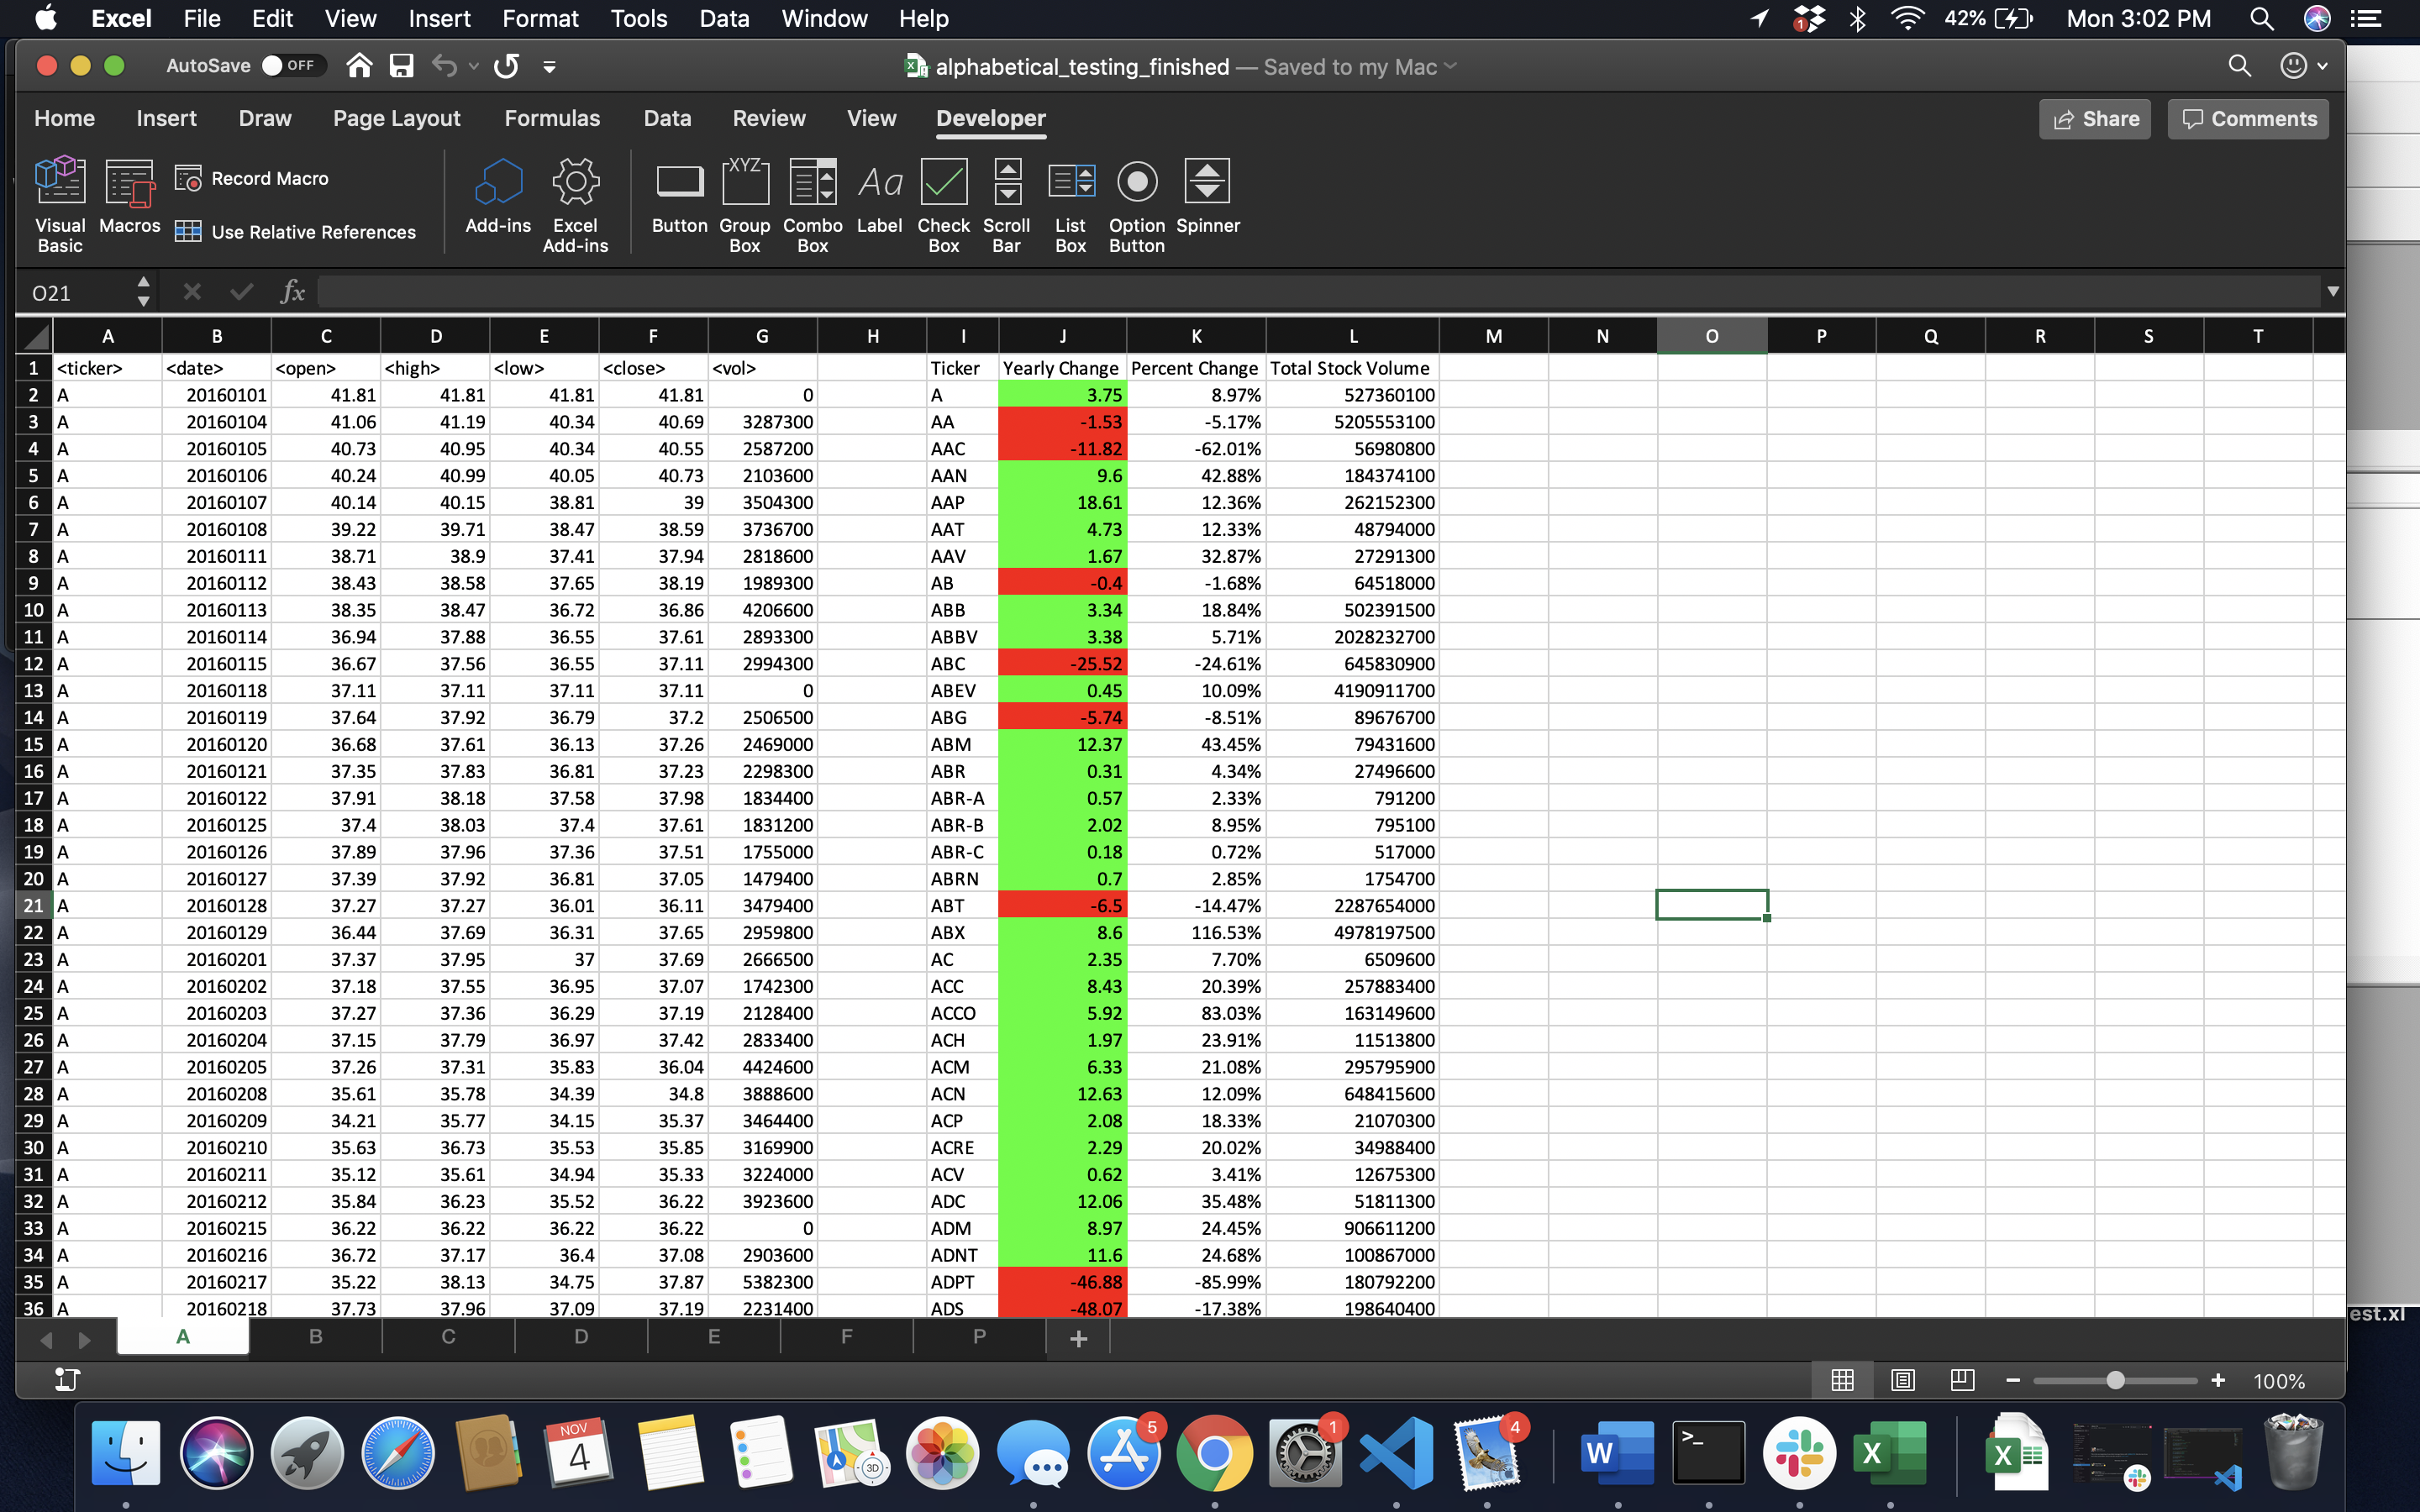 Excel File Edit View Insert Format Tools Data Window Help 1 42% Mon 3:02 PM
AutoSave OFF alphabetical_testing_finished — Saved to my Mac
Home Insert Draw Page Layout Formulas Data Review View Developer Share Comments
Visual Basic Macros Record Macro Use Relative References Add-ins Excel Add-ins Button XYZ Group Box Combo Box Aa Label Check Box Scroll Bar List Box Option Button Spinner
O21 fx
A B C D E F G H I J K L M N O P Q R S T
1 <ticker> <date> <open> <high> <low> <close> <vol> Ticker Yearly Change Percent Change Total Stock Volume
2 A 20160101 41.81 41.81 41.81 41.81 0 A 3.75 8.97% 527360100
3 A 20160104 41.06 41.19 40.34 40.69 3287300 AA -1.53 -5.17% 5205553100
4 A 20160105 40.73 40.95 40.34 40.55 2587200 AAC -11.82 -62.01% 56980800
5 A 20160106 40.24 40.99 40.05 40.73 2103600 AAN 9.6 42.88% 184374100
6 A 20160107 40.14 40.15 38.81 39 3504300 AAP 18.61 12.36% 262152300
7 A 20160108 39.22 39.71 38.47 38.59 3736700 AAT 4.73 12.33% 48794000
8 A 20160111 38.71 38.9 37.41 37.94 2818600 AAV 1.67 32.87% 27291300
9 A 20160112 38.43 38.58 37.65 38.19 1989300 AB -0.4 -1.68% 64518000
10 A 20160113 38.35 38.47 36.72 36.86 4206600 ABB 3.34 18.84% 502391500
11 A 20160114 36.94 37.88 36.55 37.61 2893300 ABBV 3.38 5.71% 2028232700
12 A 20160115 36.67 37.56 36.55 37.11 2994300 ABC -25.52 -24.61% 645830900
13 A 20160118 37.11 37.11 37.11 37.11 0 ABEV 0.45 10.09% 4190911700
14 A 20160119 37.64 37.92 36.79 37.2 2506500 ABG -5.74 -8.51% 89676700
15 A 20160120 36.68 37.61 36.13 37.26 2469000 ABM 12.37 43.45% 79431600
16 A 20160121 37.35 37.83 36.81 37.23 2298300 ABR 0.31 4.34% 27496600
17 A 20160122 37.91 38.18 37.58 37.98 1834400 ABR-A 0.57 2.33% 791200
18 A 20160125 37.4 38.03 37.4 37.61 1831200 ABR-B 2.02 8.95% 795100
19 A 20160126 37.89 37.96 37.36 37.51 1755000 ABR-C 0.18 0.72% 517000
20 A 20160127 37.39 37.92 36.81 37.05 1479400 ABRN 0.7 2.85% 1754700
21 A 20160128 37.27 37.27 36.01 36.11 3479400 ABT -6.5 -14.47% 2287654000
22 A 20160129 36.44 37.69 36.31 37.65 2959800 ABX 8.6 116.53% 4978197500
23 A 20160201 37.37 37.95 37 37.69 2666500 AC 2.35 7.70% 6509600
24 A 20160202 37.18 37.55 36.95 37.07 1742300 ACC 8.43 20.39% 257883400
25 A 20160203 37.27 37.36 36.29 37.19 2128400 ACCO 5.92 83.03% 163149600
26 A 20160204 37.15 37.79 36.97 37.42 2833400 ACH 1.97 23.91% 11513800
27 A 20160205 37.26 37.31 35.83 36.04 4424600 ACM 6.33 21.08% 295795900
28 A 20160208 35.61 35.78 34.39 34.8 3888600 ACN 12.63 12.09% 648415600
29 A 20160209 34.21 35.77 34.15 35.37 3464400 ACP 2.08 18.33% 21070300
30 A 20160210 35.63 36.73 35.53 35.85 3169900 ACRE 2.29 20.02% 34988400
31 A 20160211 35.12 35.61 34.94 35.33 3224000 ACV 0.62 3.41% 12675300
32 A 20160212 35.84 36.23 35.52 36.22 3923600 ADC 12.06 35.48% 51811300
33 A 20160215 36.22 36.22 36.22 36.22 0 ADM 8.97 24.45% 906611200
34 A 20160216 36.72 37.17 36.4 37.08 2903600 ADNT 11.6 24.68% 100867000
35 A 20160217 35.22 38.13 34.75 37.87 5382300 ADPT -46.88 -85.99% 180792200
36 A 20160218 37.73 37.96 37.09 37.19 2231400 ADS -48.07 -17.38% 198640400
est.xl
A B C D E F P +
100%
NOV 4 3D 5 1 4 W >_ X X